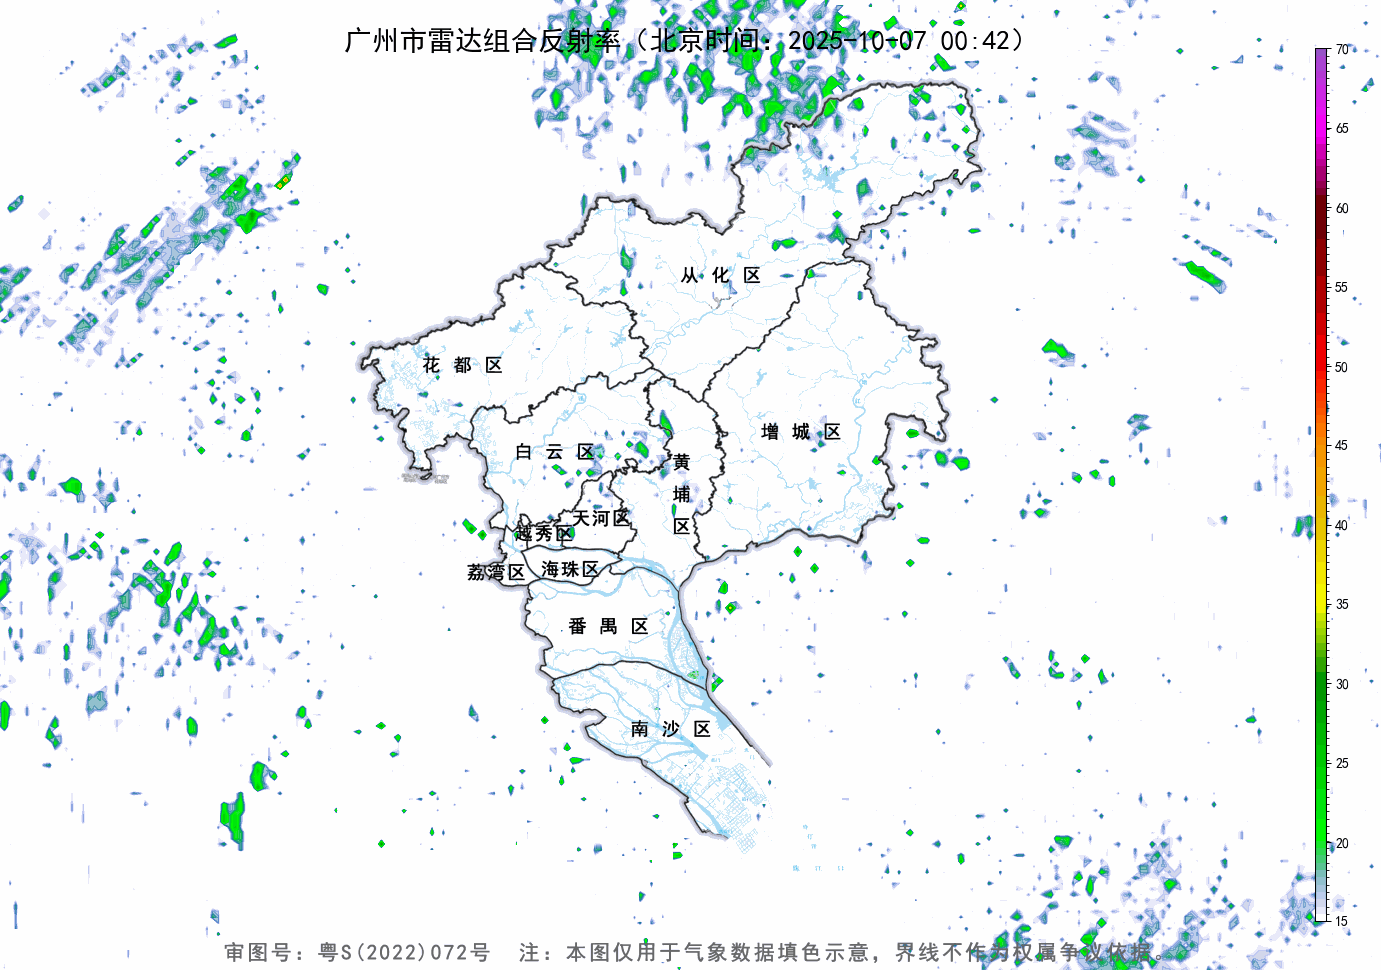 广州市雷达组合反射率（北京时间：2025-10-07 00:42）
70
65
60
55
50
45
40
35
30
25
20
15
从化区
花都区
增城区
白云区
黄埔区
天河区
越秀区
荔湾区
海珠区
番禺区
南沙区
审图号：粤S(2022)072号 注：本图仅用于气象数据填色示意，界线不作为权属争议依据。